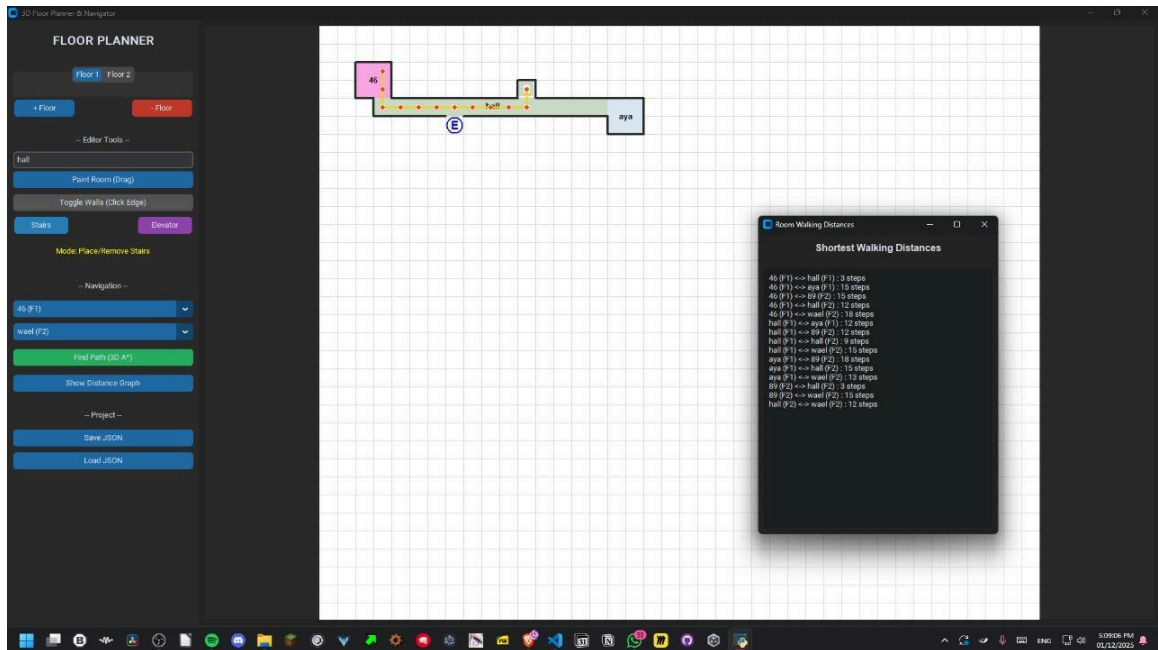 3D Floor Planner & Navigator
FLOOR PLANNER
Floor 1 Floor 2
+ Floor - Floor
-- Editor Tools --
hall
Paint Room (Drag)
Toggle Walls (Click Edge)
Stairs Elevator
Mode: Place/Remove Stairs
-- Navigation --
46 (F1)
wael (F2)
Find Path (3D A*)
Show Distance Graph
-- Project --
Save JSON
Load JSON
46
hall
aya
E
Room Walking Distances
Shortest Walking Distances
46 (F1) <-> hall (F1) : 3 steps
46 (F1) <-> aya (F1) : 15 steps
46 (F1) <-> 89 (F2) : 15 steps
46 (F1) <-> hall (F2) : 12 steps
46 (F1) <-> wael (F2) : 18 steps
hall (F1) <-> aya (F1) : 12 steps
hall (F1) <-> 89 (F2) : 12 steps
hall (F1) <-> hall (F2) : 9 steps
hall (F1) <-> wael (F2) : 15 steps
aya (F1) <-> 89 (F2) : 18 steps
aya (F1) <-> hall (F2) : 15 steps
aya (F1) <-> wael (F2) : 13 steps
89 (F2) <-> hall (F2) : 3 steps
89 (F2) <-> wael (F2) : 15 steps
hall (F2) <-> wael (F2) : 12 steps
ENG
5:09:06 PM
01/12/2025